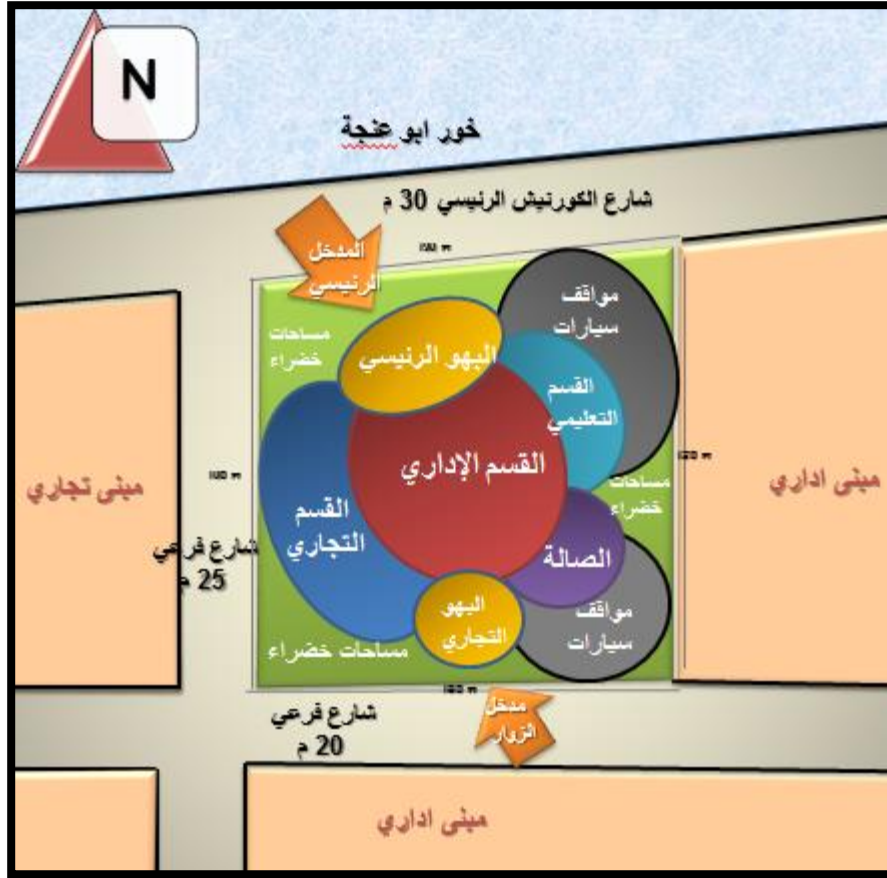 N
خور ابو عنجة
شارع الكورنيش الرئيسي 30 م
المدخل
الرئيسي
مواقف
سيارات
مساحات
خضراء
البهو الرئيسي
القسم
التعليمي
القسم الإداري
مبنى تجاري
مبنى اداري
مساحات
خضراء
القسم
التجاري
شارع فرعي
25 م
الصالة
البهو
التجاري
مواقف
سيارات
مساحات خضراء
شارع فرعي
20 م
مدخل
الزوار
مبنى اداري